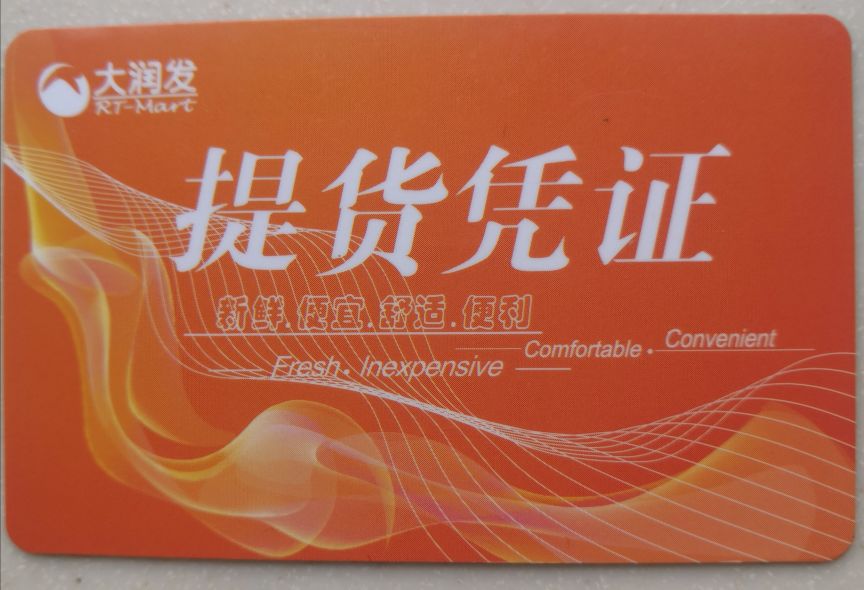 大润发
RT-Mart
提货凭证
新鲜.便宜.舒适.便利
Fresh • Inexpensive
Comfortable • Convenient